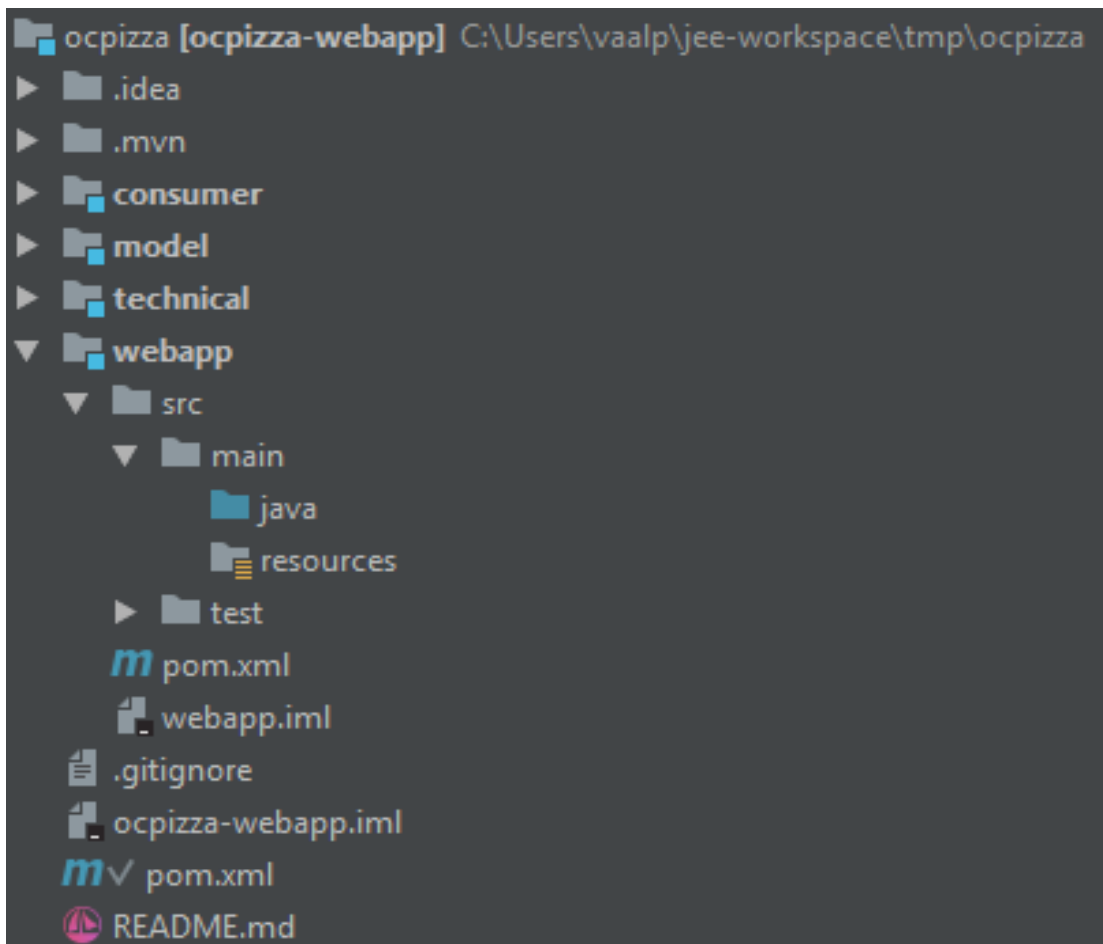 ocpizza [ocpizza-webapp] C:\Users\vaalp\jee-workspace\tmp\ocpizza
.idea
.mvn
consumer
model
technical
webapp
src
main
java
resources
test
m pom.xml
webapp.iml
.gitignore
ocpizza-webapp.iml
m pom.xml
README.md